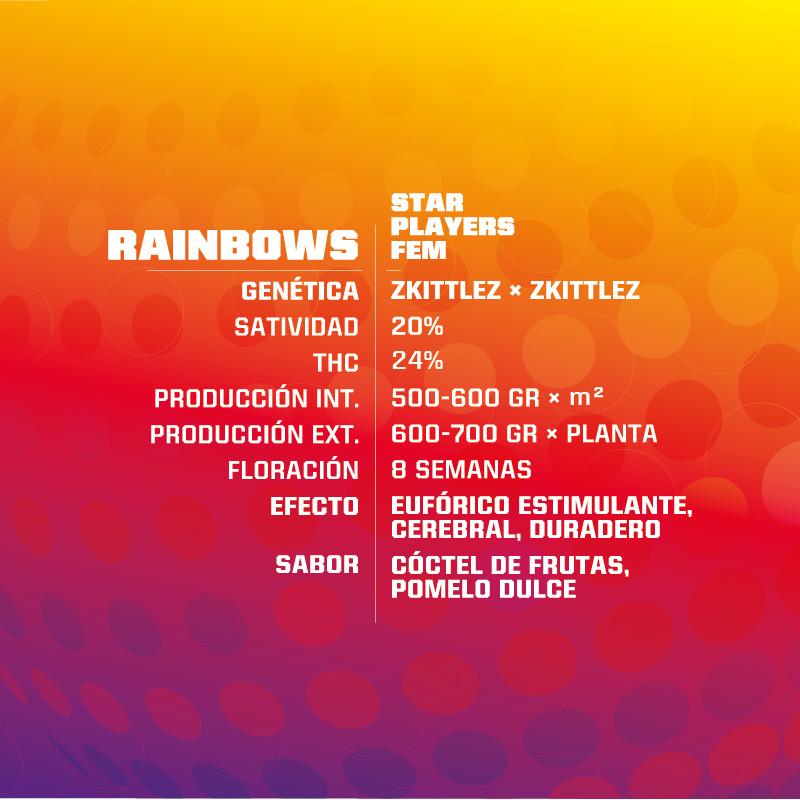 RAINBOWS
STAR
PLAYERS
FEM
GENÉTICA ZKITTLEZ × ZKITTLEZ
SATIVIDAD 20%
THC 24%
PRODUCCIÓN INT. 500-600 GR × m²
PRODUCCIÓN EXT. 600-700 GR × PLANTA
FLORACIÓN 8 SEMANAS
EFECTO EUFÓRICO ESTIMULANTE,
CEREBRAL, DURADERO
SABOR CÓCTEL DE FRUTAS,
POMELO DULCE